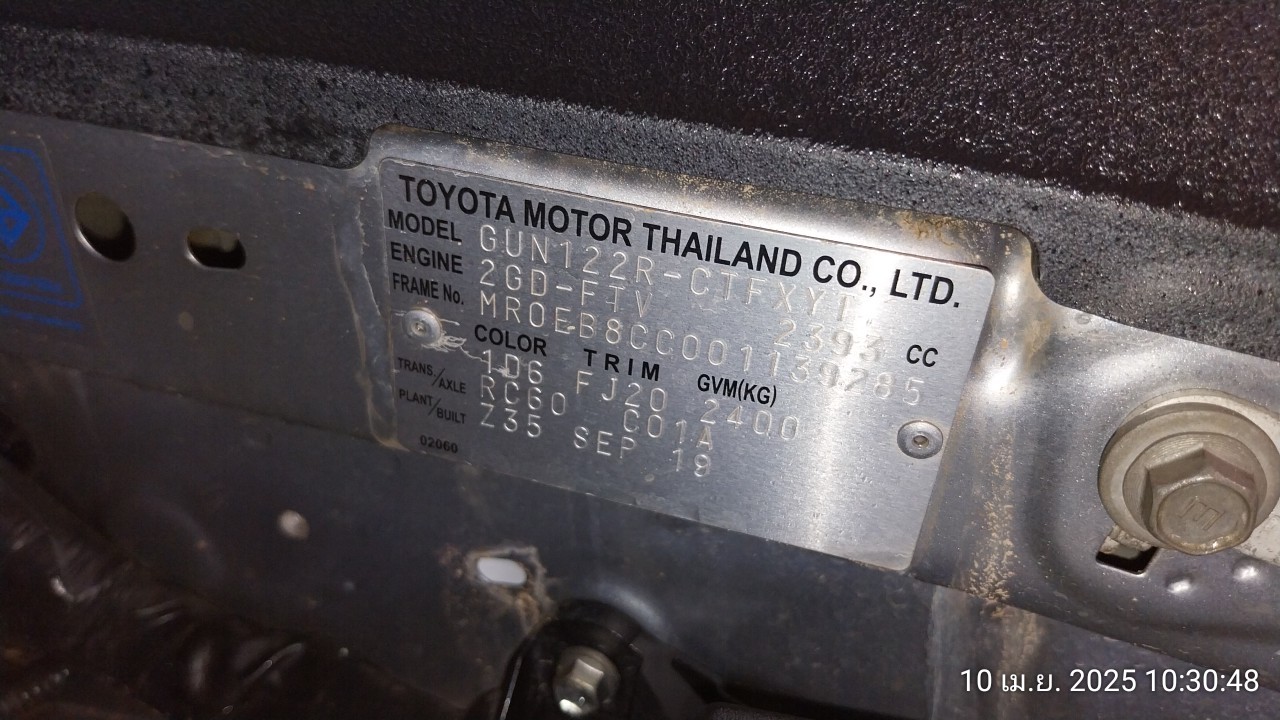 TOYOTA MOTOR THAILAND CO., LTD.
MODEL GUN122R-CTFXYT
ENGINE 2GD-FTV 2393 CC
FRAME No. MR0EB8CC001139785
COLOR TRIM GVM(KG)
1D6 FJ20 2400
TRANS./AXLE RC60 C01A
PLANT/BUILT Z35 SEP 19
02060
10 เม.ย. 2025 10:30:48